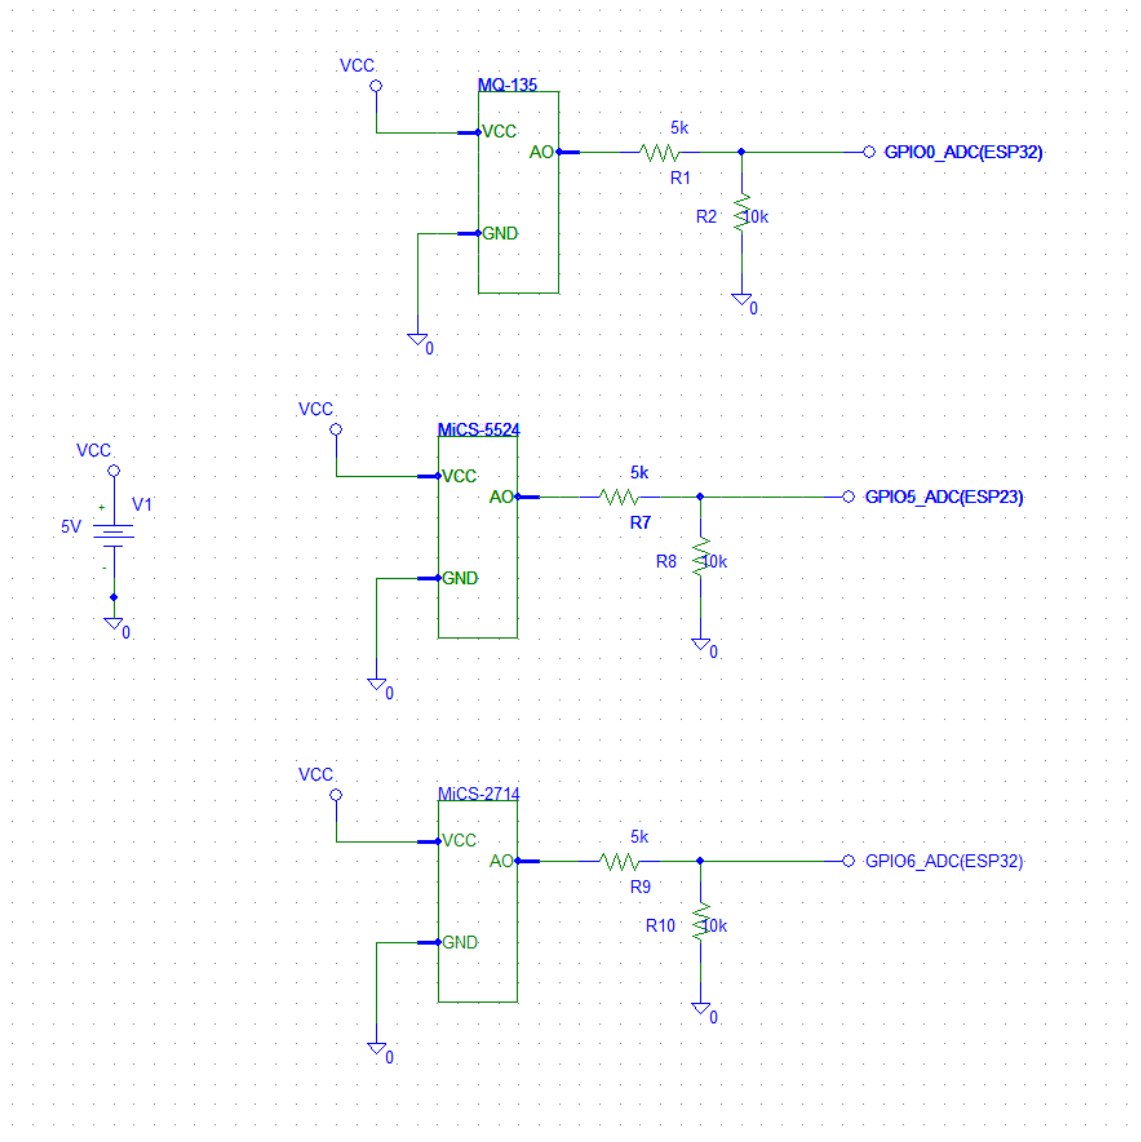 VCC
MQ-135
VCC
AO
GND
5k
R1
GPIO0_ADC(ESP32)
R2
10k
0
0
VCC
MiCS-5524
VCC
AO
GND
5k
R7
GPIO5_ADC(ESP23)
R8
10k
0
0
VCC
+
V1
5V
-
0
VCC
MiCS-2714
VCC
AO
GND
5k
R9
GPIO6_ADC(ESP32)
R10
10k
0
0